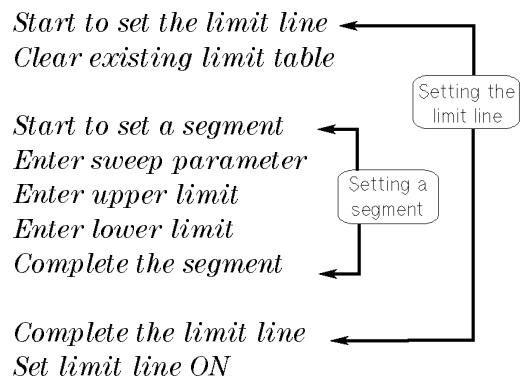 Start to set the limit line
Clear existing limit table
Setting the
limit line
Start to set a segment
Enter sweep parameter
Enter upper limit
Enter lower limit
Complete the segment
Setting a
segment
Complete the limit line
Set limit line ON